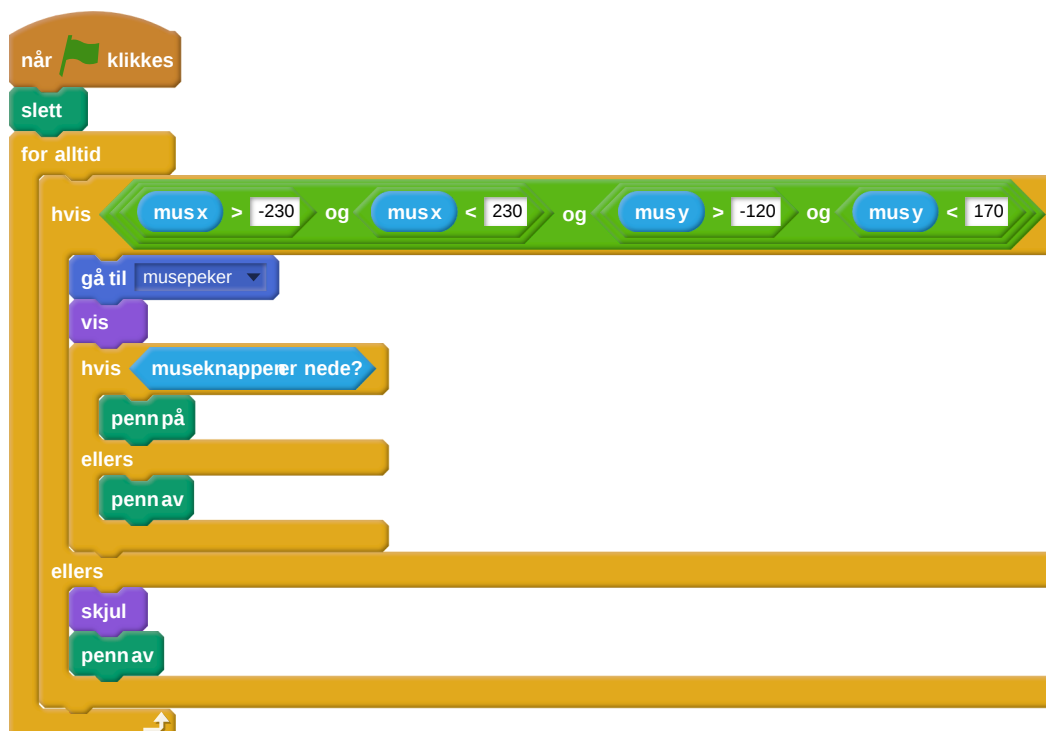 når klikkes
slett
for alltid
hvis mus x > -230 og mus x < 230 og mus y > -120 og mus y < 170
gå til musepeker
vis
hvis museknappen er nede?
penn på
ellers
penn av
ellers
skjul
penn av